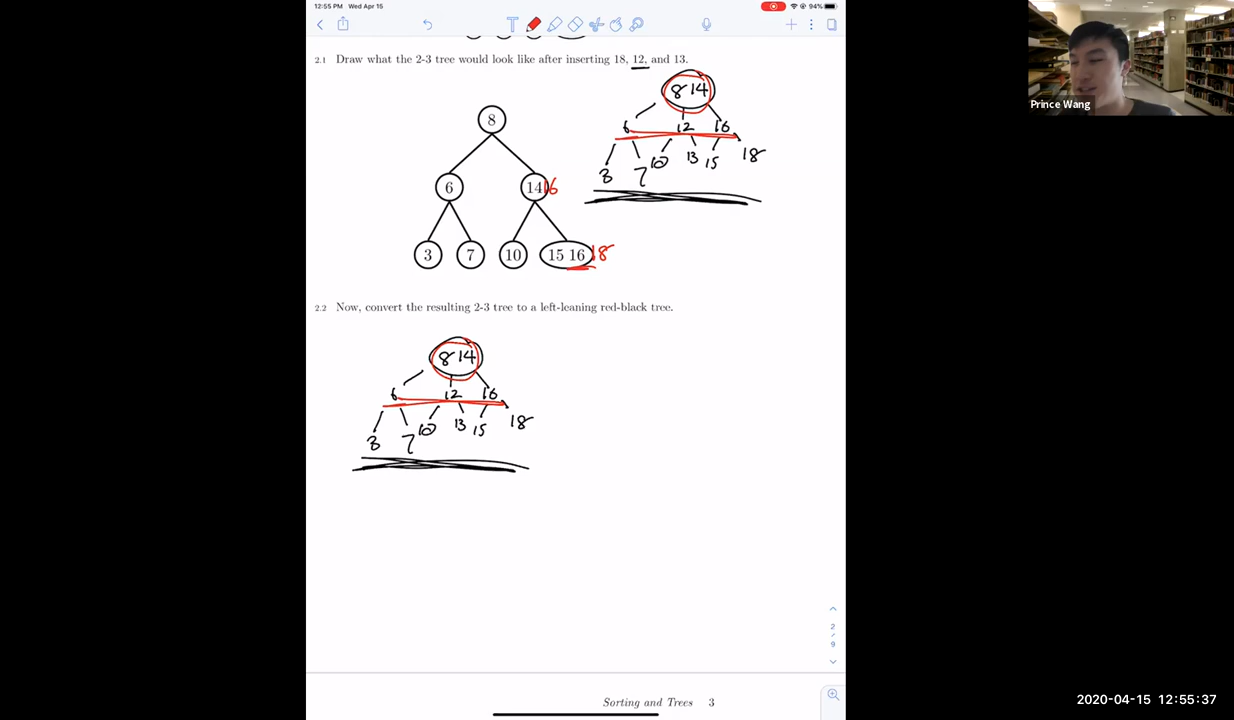 12:55 PM Wed Apr 15
94%
2.1 Draw what the 2-3 tree would look like after inserting 18, 12, and 13.
8 14
6 12 16
3 7 10 13 15 18
8
6 14 16
3 7 10 15 16 18
2.2 Now, convert the resulting 2-3 tree to a left-leaning red-black tree.
8 14
6 12 16
3 7 10 13 15 18
2
/
9
Sorting and Trees 3
Prince Wang
2020-04-15 12:55:37